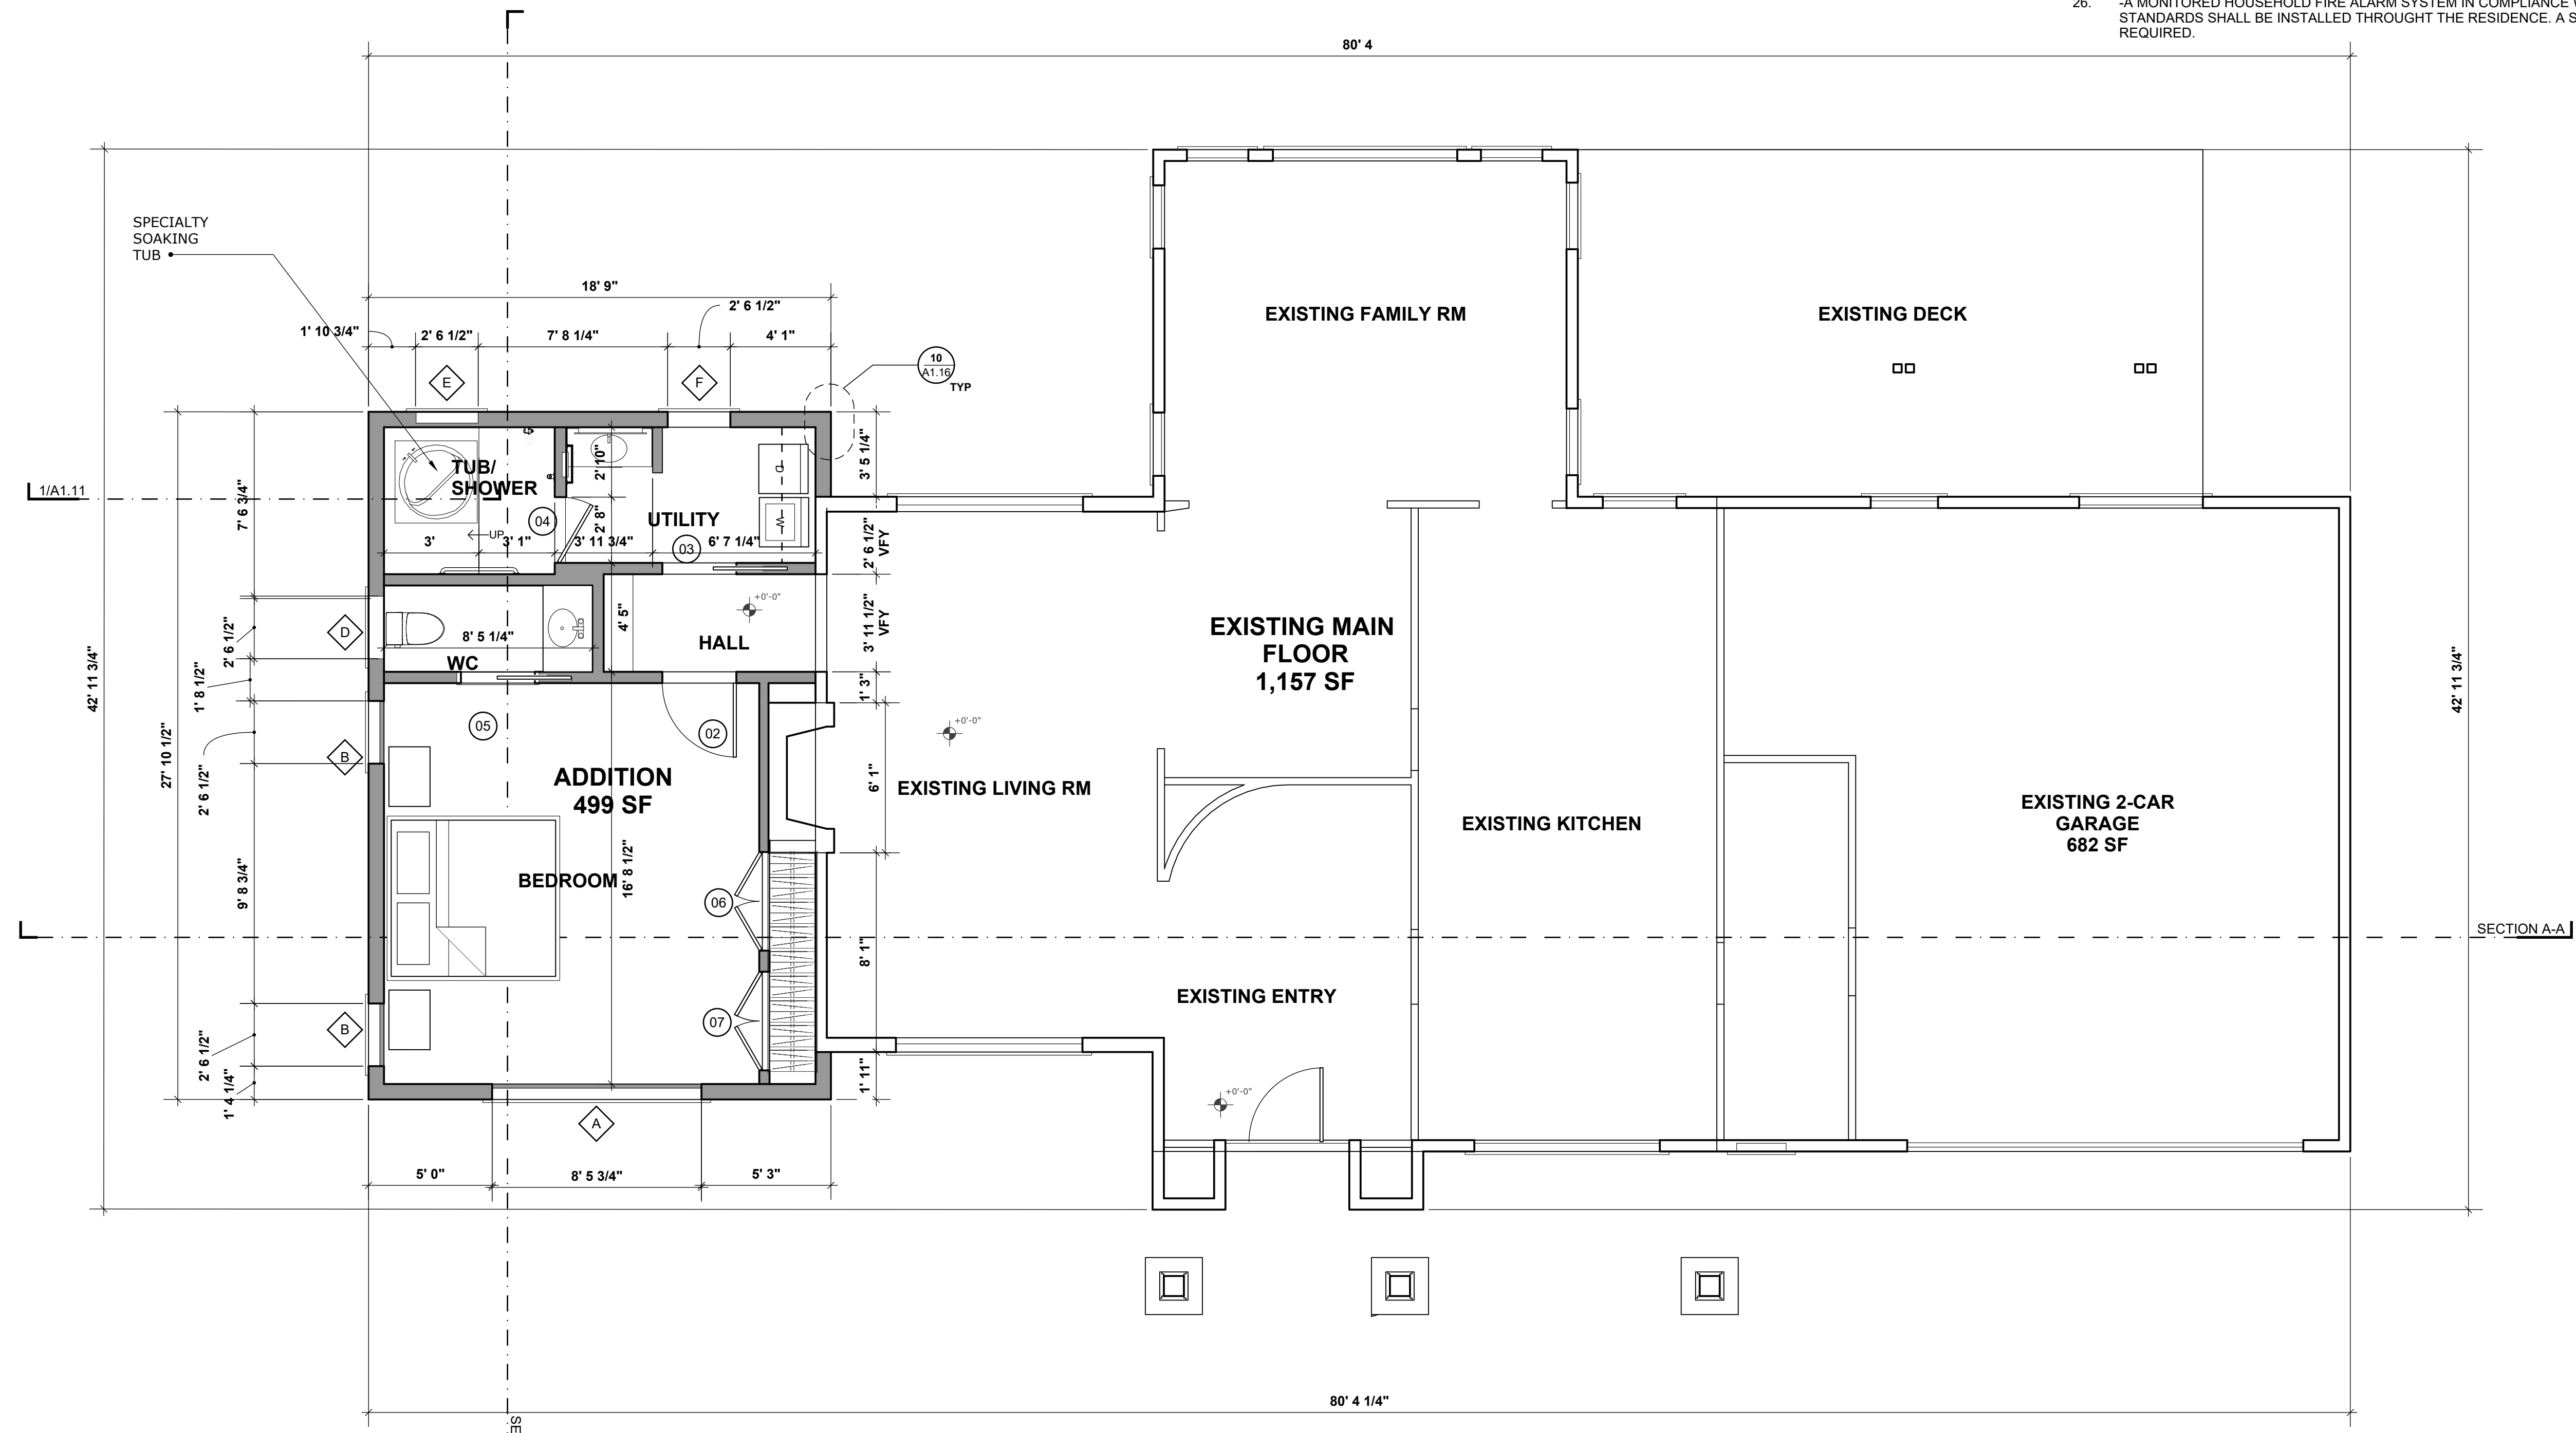 26. -A MONITORED HOUSEHOLD FIRE ALARM SYSTEM IN COMPLIANCE
STANDARDS SHALL BE INSTALLED THROUGHT THE RESIDENCE. A
REQUIRED.
80' 4
SPECIALTY
SOAKING
TUB
18' 9"
2' 6 1/2"
1' 10 3/4"
2' 6 1/2"
7' 8 1/4"
4' 1"
E
F
10
A1.16
TYP
EXISTING FAMILY RM
EXISTING DECK
1/A1.11
TUB/
SHOWER
2' 10"
D
3' 5 1/4"
7' 6 3/4"
04
2' 8"
UTILITY
W
UP
3'
3' 1"
3' 11 3/4"
03
6' 7 1/4"
2' 6 1/2"
VFY
+0'-0"
D
2' 6 1/2"
8' 5 1/4"
WC
4' 5"
HALL
3' 11 1/2"
VFY
EXISTING MAIN
FLOOR
1,157 SF
42' 11 3/4"
42' 11 3/4"
1' 8 1/2"
1' 3"
05
02
+0'-0"
27' 10 1/2"
B
2' 6 1/2"
ADDITION
499 SF
6' 1"
EXISTING LIVING RM
EXISTING KITCHEN
EXISTING 2-CAR
GARAGE
682 SF
9' 8 3/4"
BEDROOM
16' 8 1/2"
06
8' 1"
SECTION A-A
EXISTING ENTRY
B
07
2' 6 1/2"
1' 4 1/4"
1' 11"
+0'-0"
A
5' 0"
8' 5 3/4"
5' 3"
80' 4 1/4"
SE